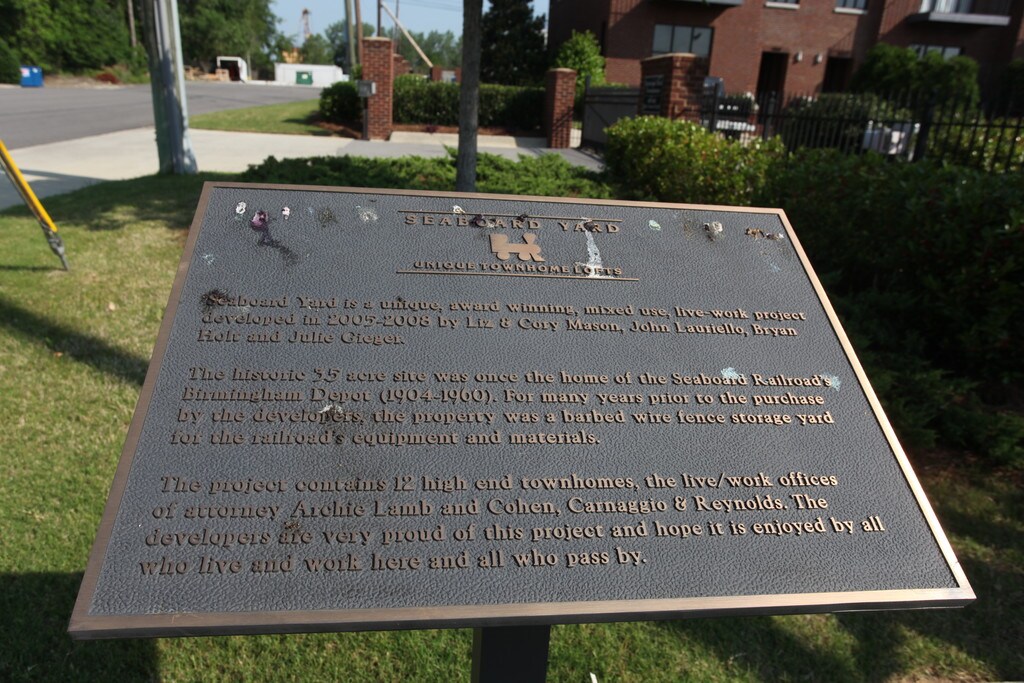 SEABOARD YARD
UNIQUE TOWNHOME LOFTS
Seaboard Yard is a unique, award winning, mixed use, live-work project
developed in 2005-2008 by Liz & Cory Mason, John Lauriello, Bryan
Holt and Julie Gieger.
The historic 3.5 acre site was once the home of the Seaboard Railroad's
Birmingham Depot (1904-1960). For many years prior to the purchase
by the developers, the property was a barbed wire fence storage yard
for the railroad's equipment and materials.
The project contains 12 high end townhomes, the live/work offices
of attorney Archie Lamb and Cohen, Carnaggio & Reynolds. The
developers are very proud of this project and hope it is enjoyed by all
who live and work here and all who pass by.